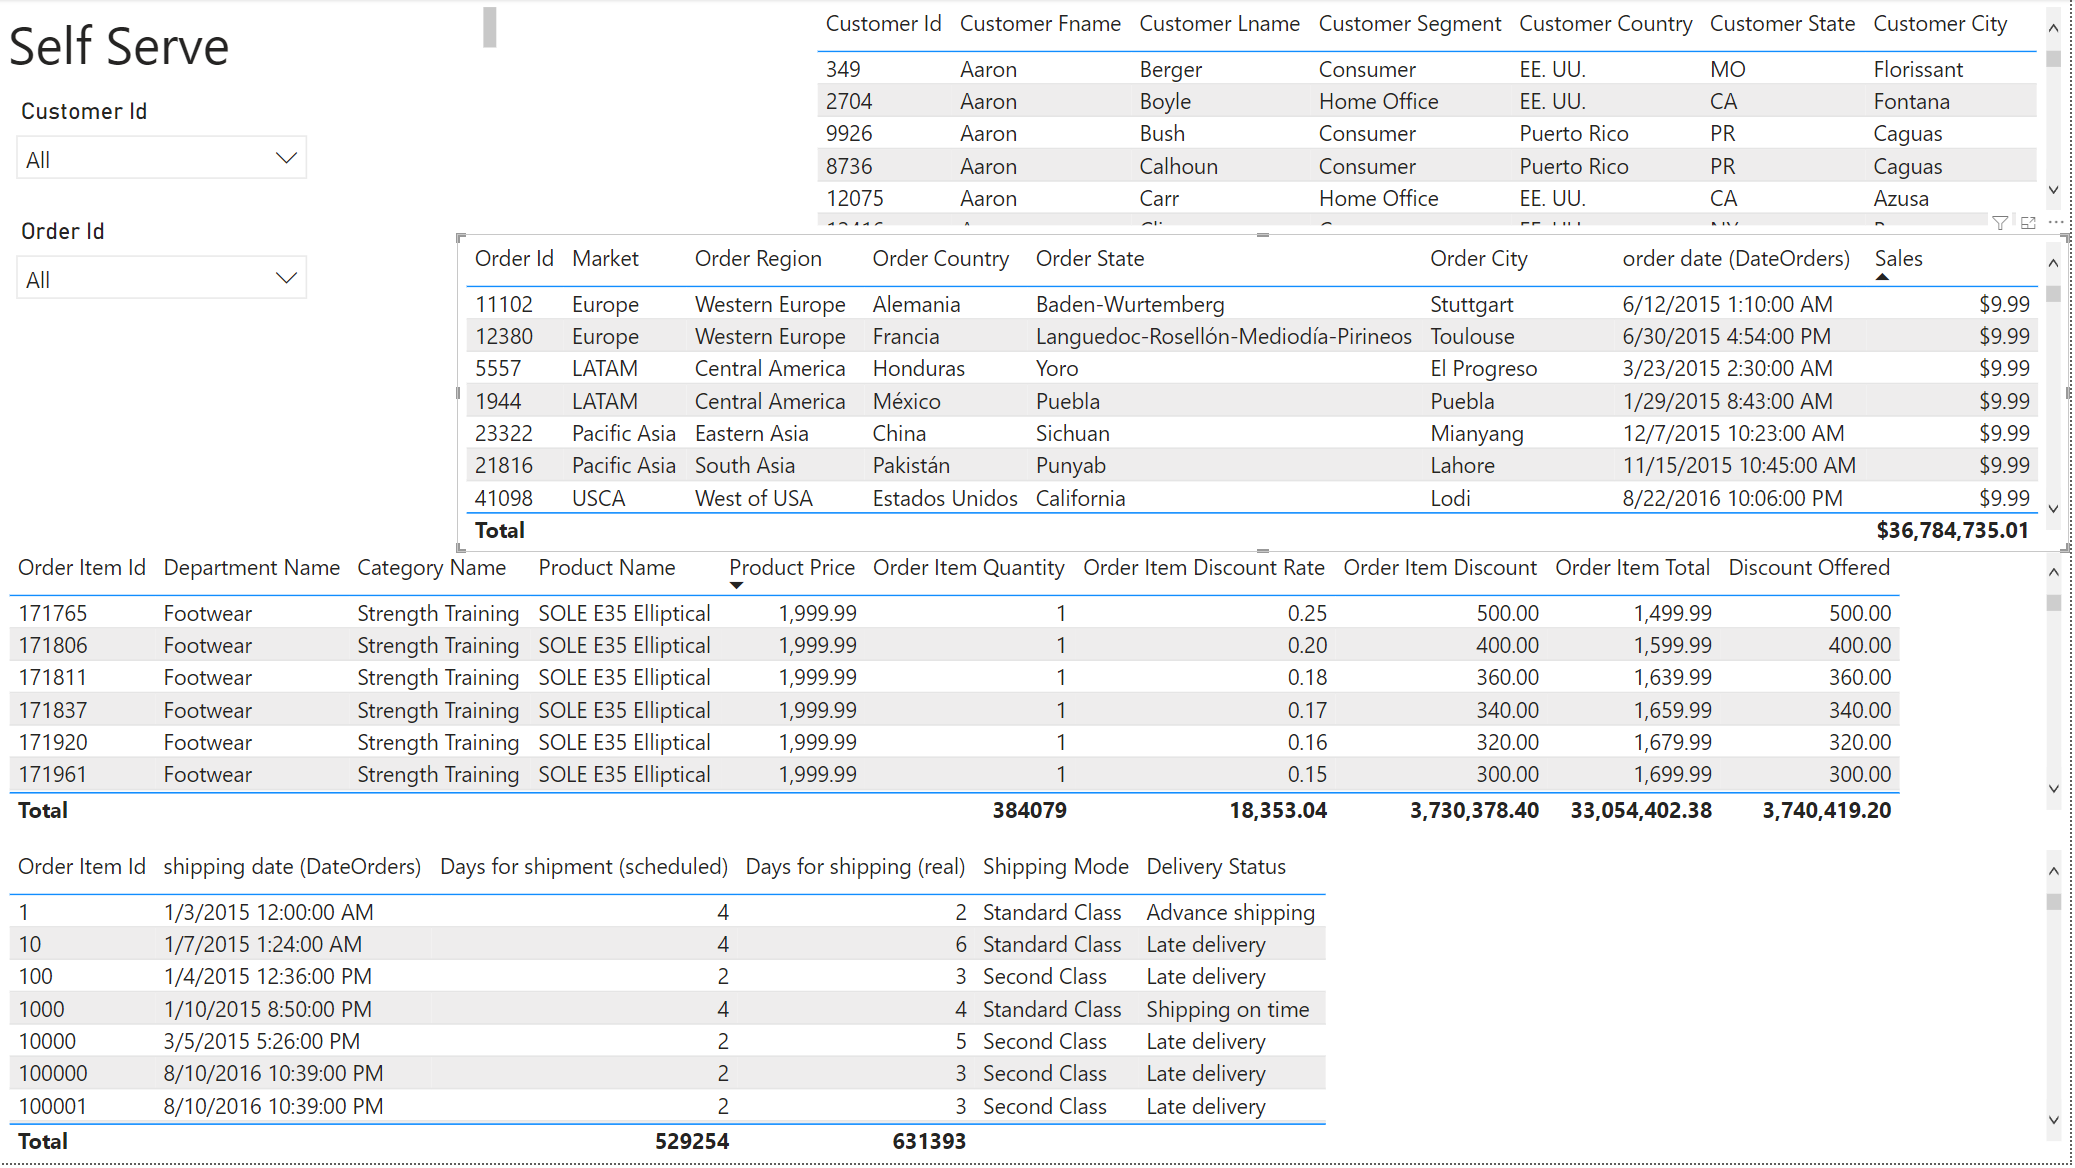 Self Serve
Customer Id
All
Order Id
All
Customer Id Customer Fname Customer Lname Customer Segment Customer Country Customer State Customer City
349 Aaron Berger Consumer EE. UU. MO Florissant
2704 Aaron Boyle Home Office EE. UU. CA Fontana
9926 Aaron Bush Consumer Puerto Rico PR Caguas
8736 Aaron Calhoun Consumer Puerto Rico PR Caguas
12075 Aaron Carr Home Office EE. UU. CA Azusa
Order Id Market Order Region Order Country Order State Order City order date (DateOrders) Sales
11102 Europe Western Europe Alemania Baden-Wurtemberg Stuttgart 6/12/2015 1:10:00 AM $9.99
12380 Europe Western Europe Francia Languedoc-Rosellón-Mediodía-Pirineos Toulouse 6/30/2015 4:54:00 PM $9.99
5557 LATAM Central America Honduras Yoro El Progreso 3/23/2015 2:30:00 AM $9.99
1944 LATAM Central America México Puebla Puebla 1/29/2015 8:43:00 AM $9.99
23322 Pacific Asia Eastern Asia China Sichuan Mianyang 12/7/2015 10:23:00 AM $9.99
21816 Pacific Asia South Asia Pakistán Punyab Lahore 11/15/2015 10:45:00 AM $9.99
41098 USCA West of USA Estados Unidos California Lodi 8/22/2016 10:06:00 PM $9.99
Total $36,784,735.01
Order Item Id Department Name Category Name Product Name Product Price Order Item Quantity Order Item Discount Rate Order Item Discount Order Item Total Discount Offered
171765 Footwear Strength Training SOLE E35 Elliptical 1,999.99 1 0.25 500.00 1,499.99 500.00
171806 Footwear Strength Training SOLE E35 Elliptical 1,999.99 1 0.20 400.00 1,599.99 400.00
171811 Footwear Strength Training SOLE E35 Elliptical 1,999.99 1 0.18 360.00 1,639.99 360.00
171837 Footwear Strength Training SOLE E35 Elliptical 1,999.99 1 0.17 340.00 1,659.99 340.00
171920 Footwear Strength Training SOLE E35 Elliptical 1,999.99 1 0.16 320.00 1,679.99 320.00
171961 Footwear Strength Training SOLE E35 Elliptical 1,999.99 1 0.15 300.00 1,699.99 300.00
Total 384079 18,353.04 3,730,378.40 33,054,402.38 3,740,419.20
Order Item Id shipping date (DateOrders) Days for shipment (scheduled) Days for shipping (real) Shipping Mode Delivery Status
1 1/3/2015 12:00:00 AM 4 2 Standard Class Advance shipping
10 1/7/2015 1:24:00 AM 4 6 Standard Class Late delivery
100 1/4/2015 12:36:00 PM 2 3 Second Class Late delivery
1000 1/10/2015 8:50:00 PM 4 4 Standard Class Shipping on time
10000 3/5/2015 5:26:00 PM 2 5 Second Class Late delivery
100000 8/10/2016 10:39:00 PM 2 3 Second Class Late delivery
100001 8/10/2016 10:39:00 PM 2 3 Second Class Late delivery
Total 529254 631393